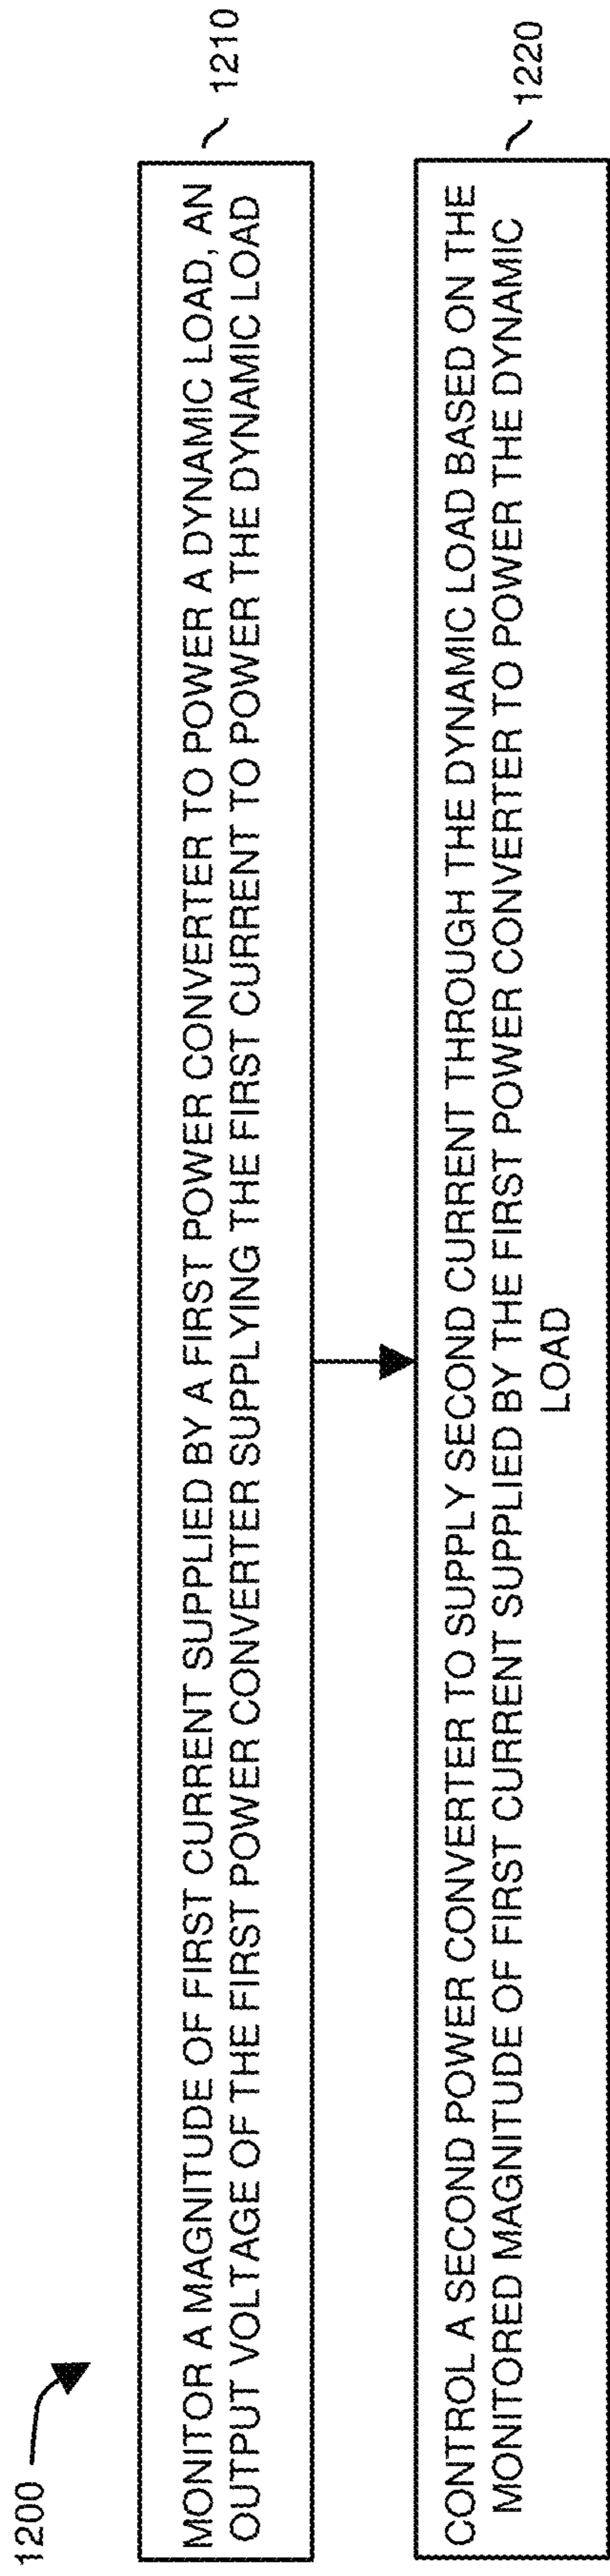 1200
MONITOR A MAGNITUDE OF FIRST CURRENT SUPPLIED BY A FIRST POWER CONVERTER TO POWER A DYNAMIC LOAD, AN
OUTPUT VOLTAGE OF THE FIRST POWER CONVERTER SUPPLYING THE FIRST CURRENT TO POWER THE DYNAMIC LOAD
1210
CONTROL A SECOND POWER CONVERTER TO SUPPLY SECOND CURRENT THROUGH THE DYNAMIC LOAD BASED ON THE
MONITORED MAGNITUDE OF FIRST CURRENT SUPPLIED BY THE FIRST POWER CONVERTER TO POWER THE DYNAMIC
LOAD
1220